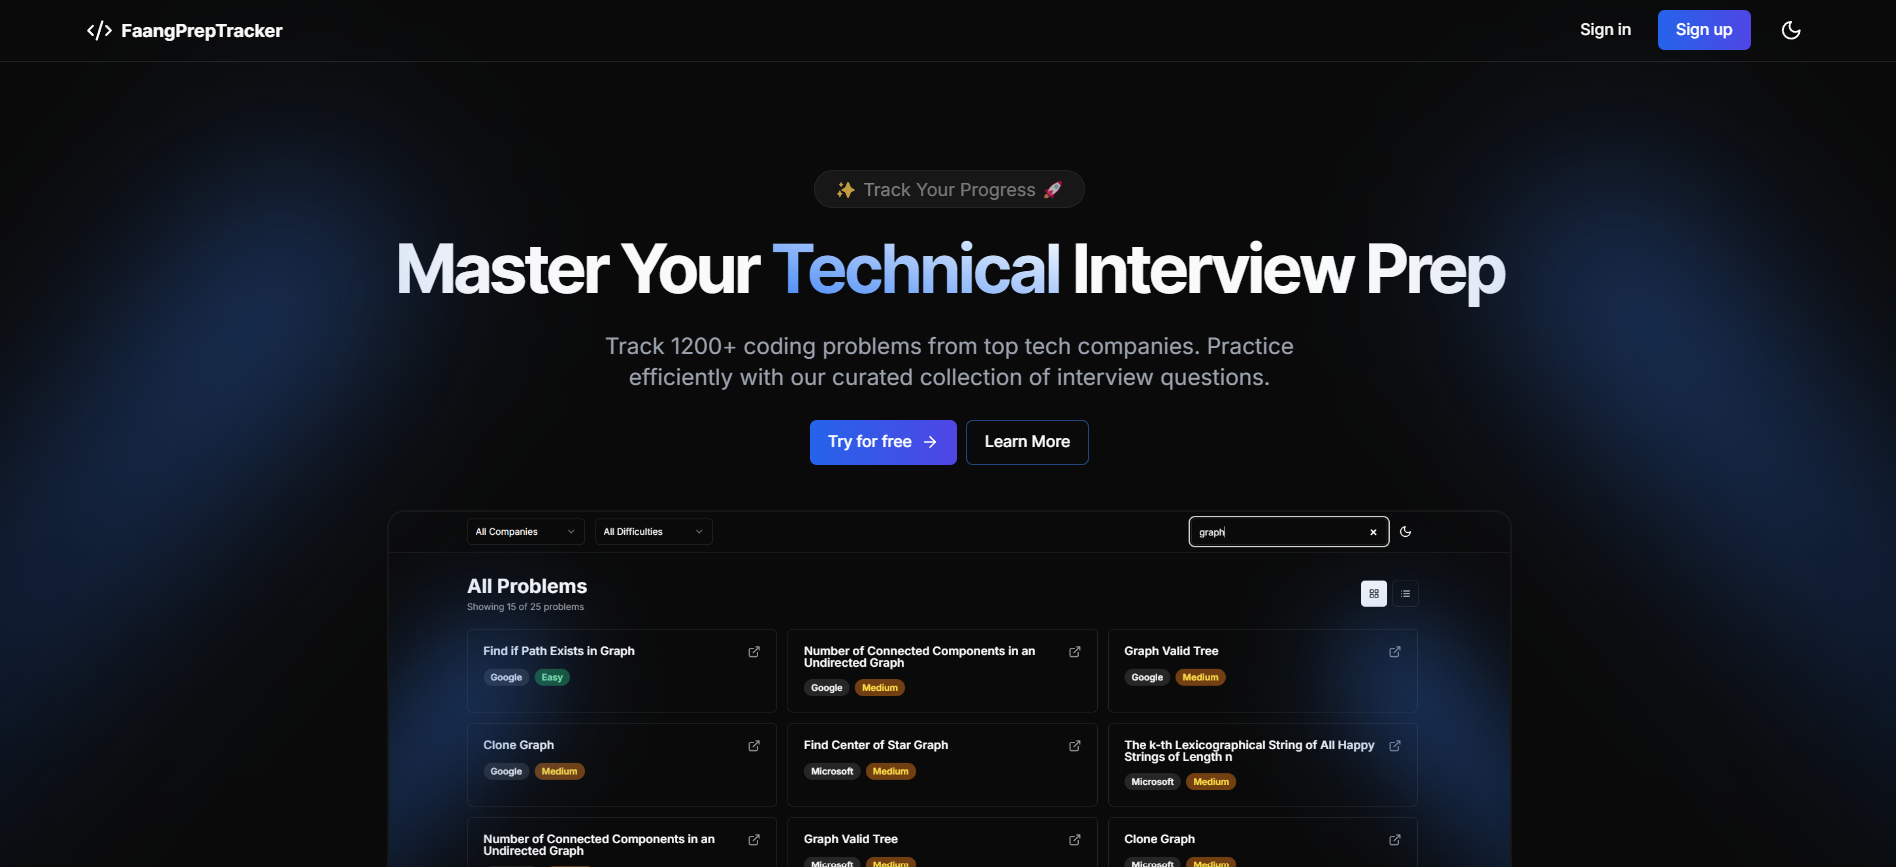 FaangPrepTracker
Sign in
Sign up
✨ Track Your Progress 🚀
Master Your Technical Interview Prep
Track 1200+ coding problems from top tech companies. Practice
efficiently with our curated collection of interview questions.
Try for free →
Learn More
All Companies
All Difficulties
graph
All Problems
Showing 15 of 25 problems
Find if Path Exists in Graph
Google Easy
Number of Connected Components in an
Undirected Graph
Google Medium
Graph Valid Tree
Google Medium
Clone Graph
Google Medium
Find Center of Star Graph
Microsoft Medium
The k-th Lexicographical String of All Happy
Strings of Length n
Microsoft Medium
Number of Connected Components in an
Undirected Graph
Graph Valid Tree
Microsoft Medium
Clone Graph
Microsoft Medium